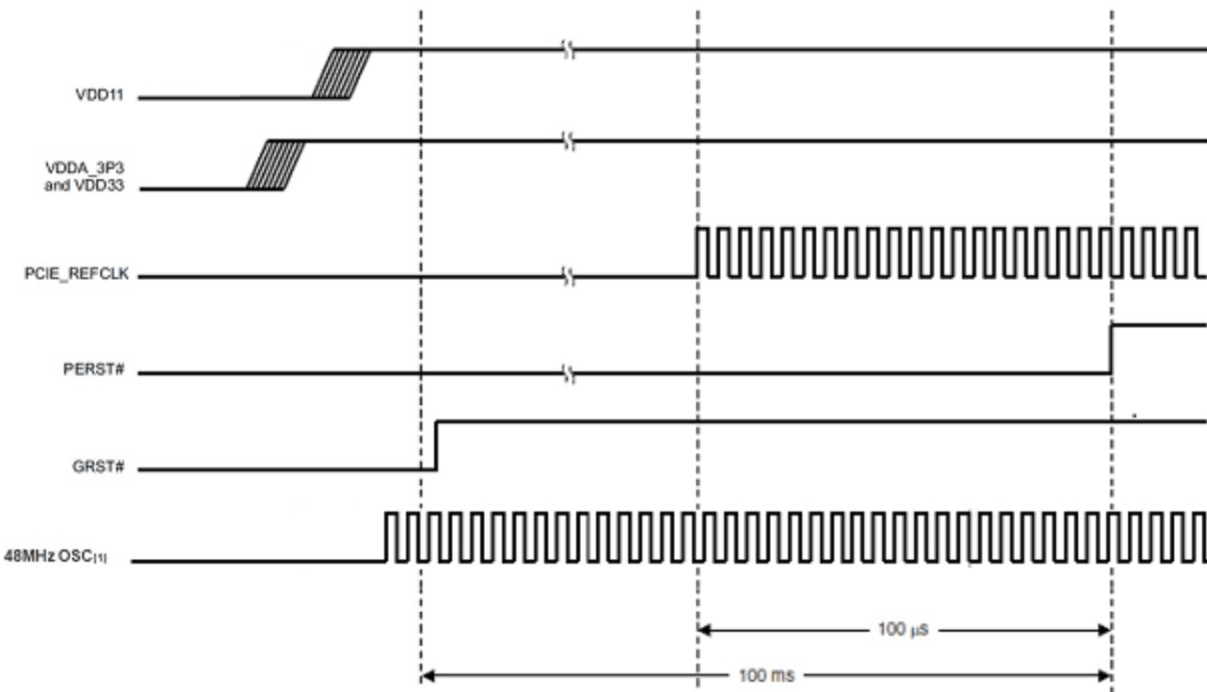 VDD11
VDDA_3P3
and VDD33
PCIE_REFCLK
PERST#
GRST#
48MHz OSC[1]
100 µs
100 ms